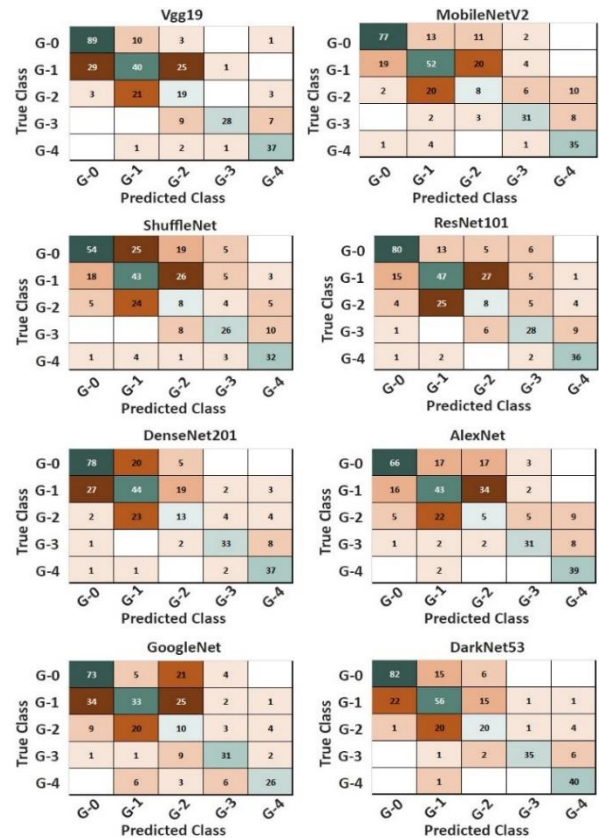 Vgg19
G-0 89 10 3 1
G-1 29 40 25 1
G-2 3 21 19 3
G-3 9 28 7
G-4 1 2 1 37
G-0 G-1 G-2 G-3 G-4
Predicted Class
True Class
MobileNetV2
G-0 77 13 11 2
G-1 19 52 20 4
G-2 2 20 8 6 10
G-3 2 3 31 8
G-4 1 4 1 35
G-0 G-1 G-2 G-3 G-4
Predicted Class
True Class
ShuffleNet
G-0 54 25 19 5
G-1 18 43 26 5 3
G-2 5 24 8 4 5
G-3 8 26 10
G-4 1 4 1 3 32
G-0 G-1 G-2 G-3 G-4
Predicted Class
True Class
ResNet101
G-0 80 13 5 6
G-1 15 47 27 5 1
G-2 4 25 8 5 4
G-3 1 6 28 9
G-4 1 2 2 36
G-0 G-1 G-2 G-3 G-4
Predicted Class
True Class
DenseNet201
G-0 78 20 5
G-1 27 44 19 2 3
G-2 2 23 13 4 4
G-3 1 2 33 8
G-4 1 1 2 37
G-0 G-1 G-2 G-3 G-4
Predicted Class
True Class
AlexNet
G-0 66 17 17 3
G-1 16 43 34 2
G-2 5 22 5 5 9
G-3 1 2 2 31 8
G-4 2 39
G-0 G-1 G-2 G-3 G-4
Predicted Class
True Class
GoogleNet
G-0 73 5 21 4
G-1 34 33 25 2 1
G-2 9 20 10 3 4
G-3 1 1 9 31 2
G-4 6 3 6 26
G-0 G-1 G-2 G-3 G-4
Predicted Class
True Class
DarkNet53
G-0 82 15 6
G-1 22 56 15 1 1
G-2 1 20 20 1 4
G-3 1 2 35 6
G-4 1 40
G-0 G-1 G-2 G-3 G-4
Predicted Class
True Class